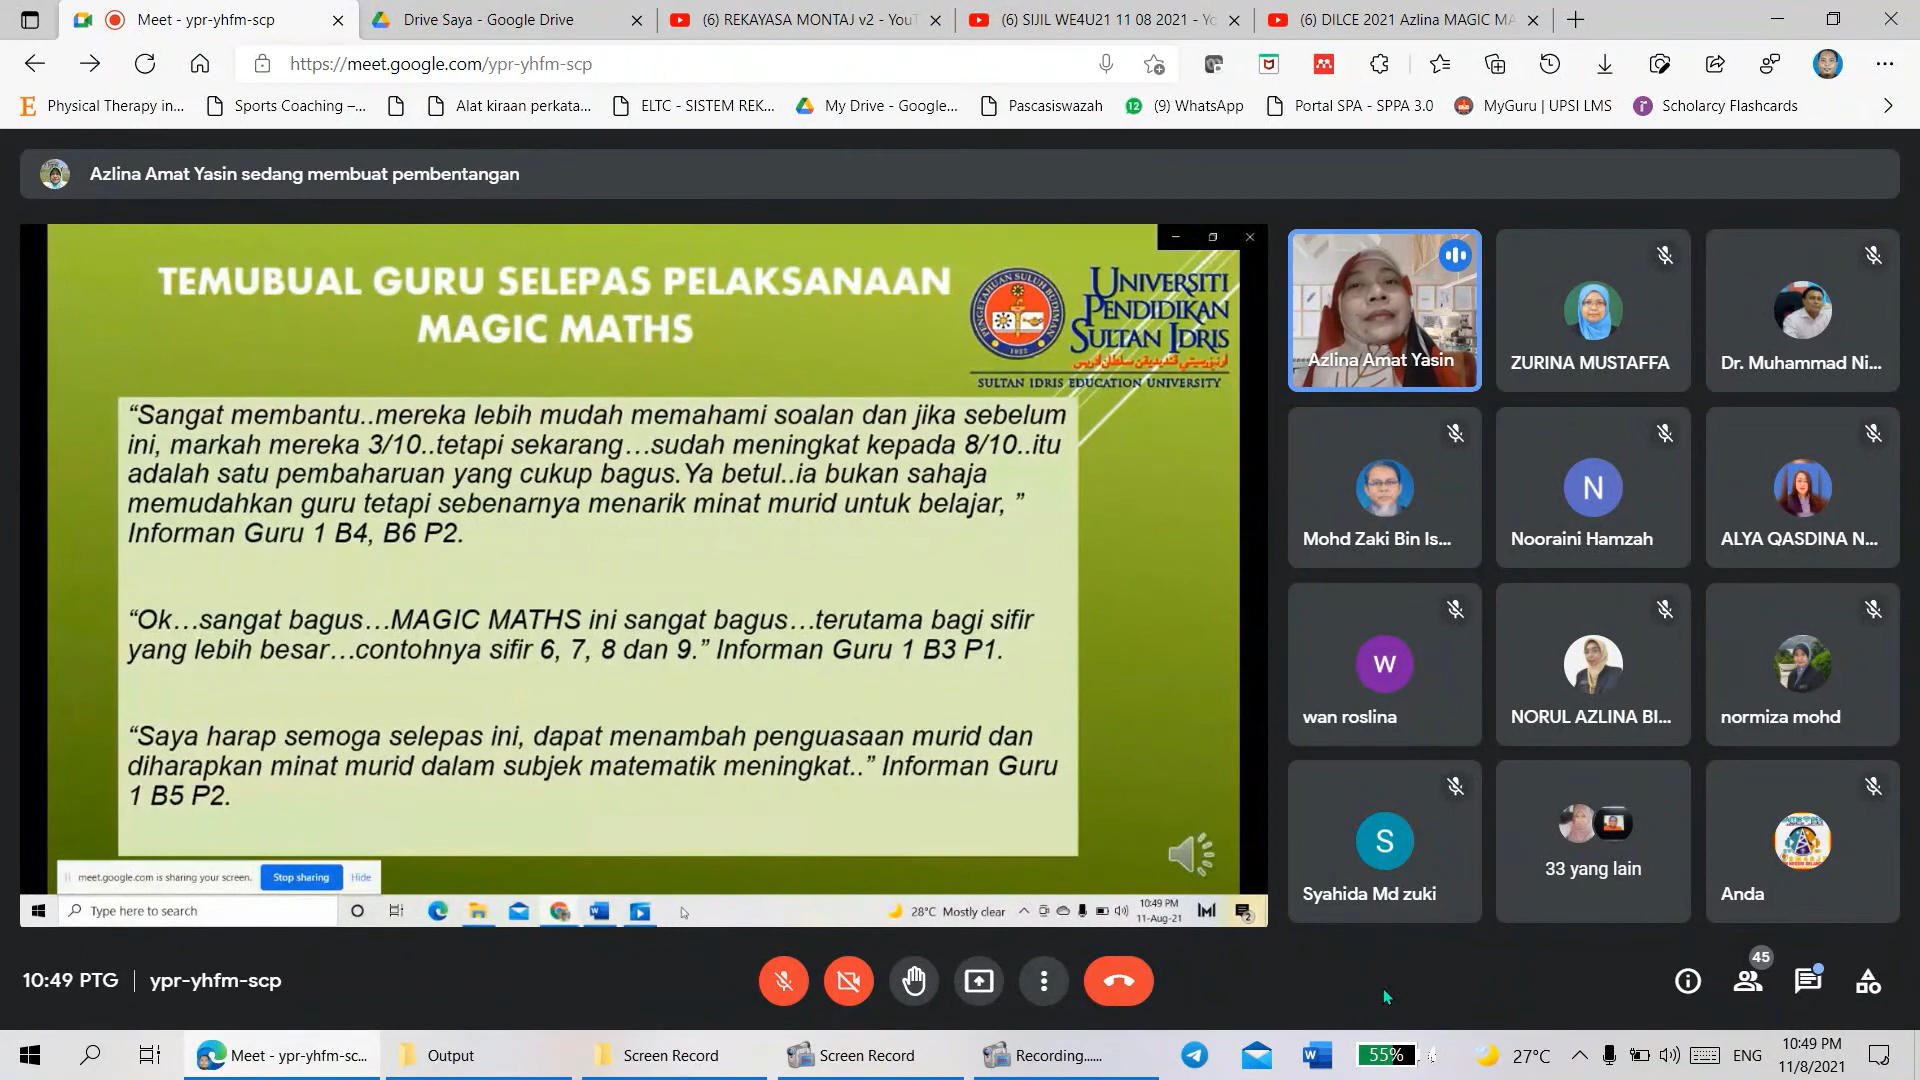 Meet - ypr-yhfm-scp
Drive Saya - Google Drive
(6) REKAYASA MONTAJ v2 - YouT
(6) SIJIL WE4U21 11 08 2021 - Yo
(6) DILCE 2021 Azlina MAGIC MA
https://meet.google.com/ypr-yhfm-scp
Physical Therapy in...
Sports Coaching –...
Alat kiraan perkata...
ELTC - SISTEM REK...
My Drive - Google...
Pascasiswazah
12
(9) WhatsApp
Portal SPA - SPPA 3.0
MyGuru | UPSI LMS
Scholarcy Flashcards
Azlina Amat Yasin sedang membuat pembentangan
TEMUBUAL GURU SELEPAS PELAKSANAAN
MAGIC MATHS
PENGETAHUAN SULUH BUDIMAN
1922
UNIVERSITI
PENDIDIKAN
SULTAN IDRIS
اونيۏرسيتي ڤنديديقن سلطان ادريس
SULTAN IDRIS EDUCATION UNIVERSITY
“Sangat membantu..mereka lebih mudah memahami soalan dan jika sebelum
ini, markah mereka 3/10..tetapi sekarang…sudah meningkat kepada 8/10..itu
adalah satu pembaharuan yang cukup bagus.Ya betul..ia bukan sahaja
memudahkan guru tetapi sebenarnya menarik minat murid untuk belajar, ”
Informan Guru 1 B4, B6 P2.
“Ok…sangat bagus…MAGIC MATHS ini sangat bagus…terutama bagi sifir
yang lebih besar…contohnya sifir 6, 7, 8 dan 9.” Informan Guru 1 B3 P1.
“Saya harap semoga selepas ini, dapat menambah penguasaan murid dan
diharapkan minat murid dalam subjek matematik meningkat..” Informan Guru
1 B5 P2.
meet.google.com is sharing your screen.
Stop sharing
Hide
Type here to search
28°C Mostly clear
10:49 PM
11-Aug-21
2
Azlina Amat Yasin
ZURINA MUSTAFFA
Dr. Muhammad Ni...
Mohd Zaki Bin Is...
N
Nooraini Hamzah
ALYA QASDINA N...
W
wan roslina
NORUL AZLINA BI...
normiza mohd
S
Syahida Md zuki
33 yang lain
Anda
10:49 PTG
ypr-yhfm-scp
45
Meet - ypr-yhfm-sc...
Output
Screen Record
Screen Record
Recording......
55%
27°C
ENG
10:49 PM
11/8/2021